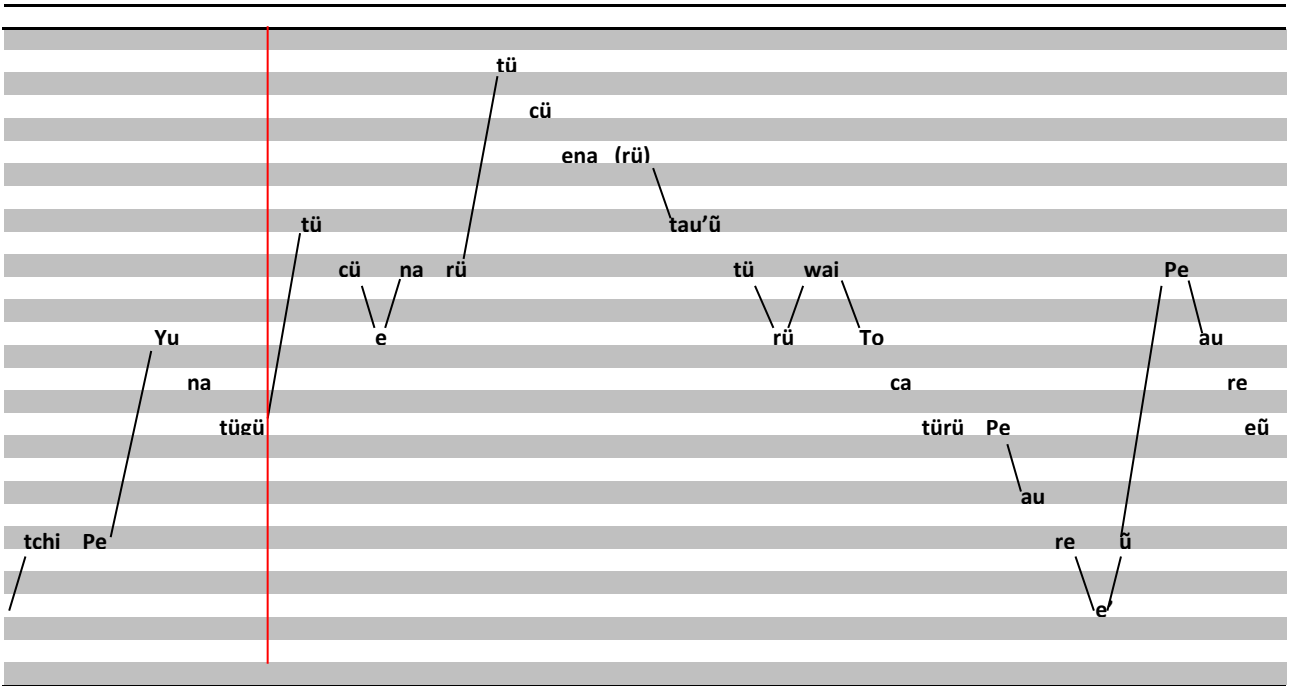 tchi Pe Yu na tügü tü cü e na rü tü cü ena (rü) tau’ũ tü rü wai To ca türü Pe au re e’ ũ Pe au re eũ